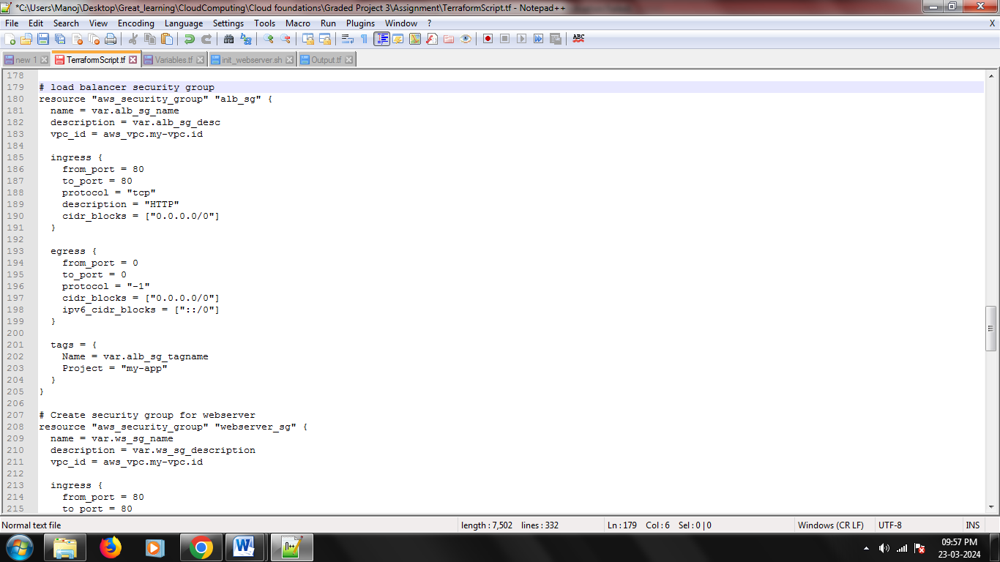 *C:\Users\Manoj\Desktop\Great_learning\CloudComputing\Cloud foundations\Graded Project 3\Assignment\TerraformScript.tf - Notepad++
File Edit Search View Encoding Language Settings Tools Macro Run Plugins Window ? X
new 1 TerraformScript.tf Variables.tf init_webserver.sh Output.tf
178
179 # load balancer security group
180 resource "aws_security_group" "alb_sg" {
181   name = var.alb_sg_name
182   description = var.alb_sg_desc
183   vpc_id = aws_vpc.my-vpc.id
184
185   ingress {
186     from_port = 80
187     to_port = 80
188     protocol = "tcp"
189     description = "HTTP"
190     cidr_blocks = ["0.0.0.0/0"]
191   }
192
193   egress {
194     from_port = 0
195     to_port = 0
196     protocol = "-1"
197     cidr_blocks = ["0.0.0.0/0"]
198     ipv6_cidr_blocks = ["::/0"]
199   }
200
201   tags = {
202     Name = var.alb_sg_tagname
203     Project = "my-app"
204   }
205 }
206
207 # Create security group for webserver
208 resource "aws_security_group" "webserver_sg" {
209   name = var.ws_sg_name
210   description = var.ws_sg_description
211   vpc_id = aws_vpc.my-vpc.id
212
213   ingress {
214     from_port = 80
215     to_port = 80
Normal text file length : 7,502 lines : 332 Ln : 179 Col : 6 Sel : 0 | 0 Windows (CR LF) UTF-8 INS
09:57 PM
23-03-2024